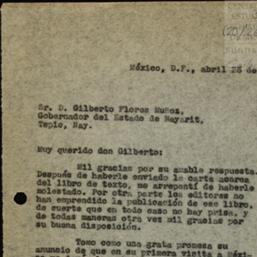 México, D.F., abril 28 de
Sr. D. Gilberto Flores Muñoz,
Gobernador del Estado de Nayarit,
Tepic, Nay.
Muy querido don Gilberto:
Mil gracias por su amable respuesta.
Después de haberle enviado la carta acerca
del libro de texto, me arrepentí de haberle
molestado. Por otra parte los editores no
han emprendido la publicación de ese libro,
de suerte que en todo caso no hay prisa, y
de todas maneras otra vez mil gracias por
su buena disposición.
Tomo como una grata promesa su
anuncio de que en su primera visita a Méxi-